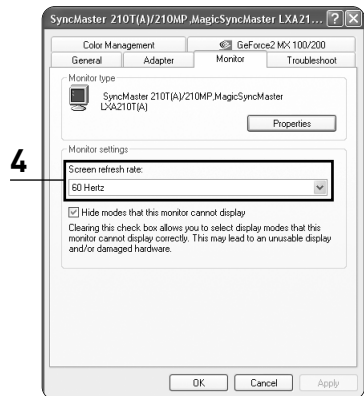 SyncMaster 210T(A)/210MP,MagicSyncMaster LXA21...
Color Management
GeForce2 MX 100/200
General
Adapter
Monitor
Troubleshoot
Monitor type
SyncMaster 210T(A)/210MP,MagicSyncMaster
LXA210T(A)
Properties
Monitor settings
4
Screen refresh rate:
60 Hertz
Hide modes that this monitor cannot display
Clearing this check box allows you to select display modes that this
monitor cannot display correctly. This may lead to an unusable display
and/or damaged hardware.
OK
Cancel
Apply